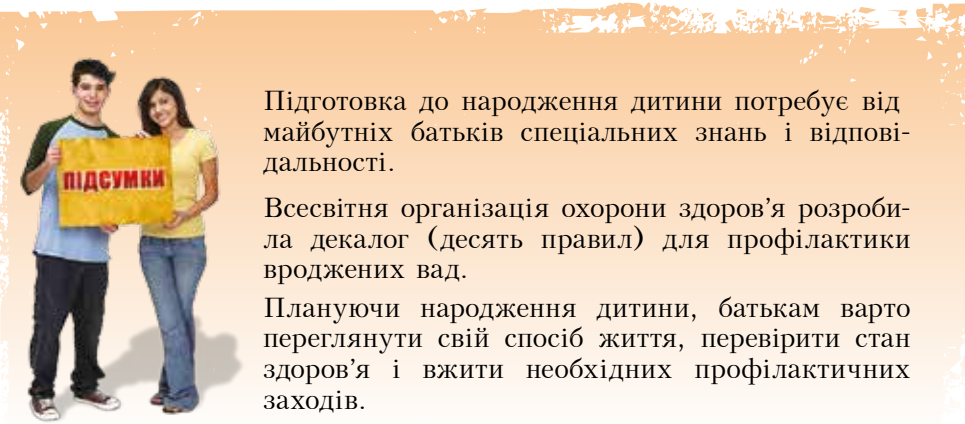 ПІДСУМКИ
Підготовка до народження дитини потребує від
майбутніх батьків спеціальних знань і відпові-
дальності.
Всесвітня організація охорони здоров’я розроби-
ла декалог (десять правил) для профілактики
вроджених вад.
Плануючи народження дитини, батькам варто
переглянути свій спосіб життя, перевірити стан
здоров’я і вжити необхідних профілактичних
заходів.